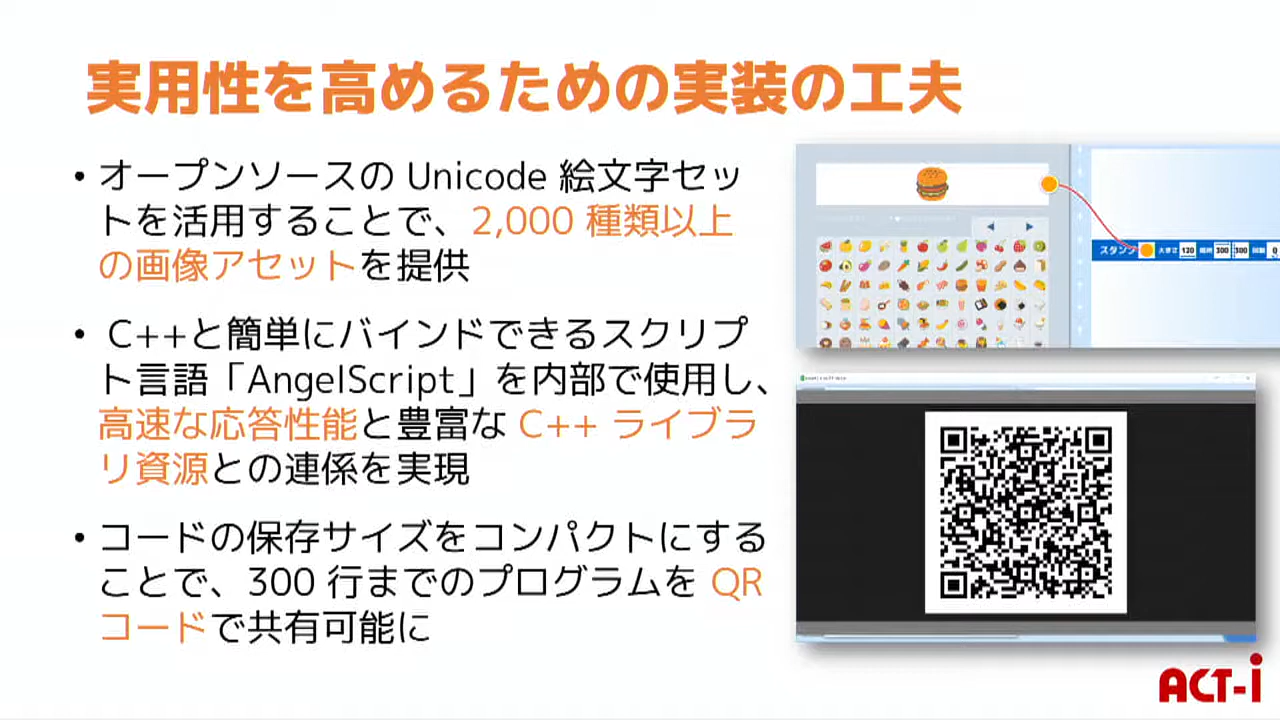 実用性を高めるための実装の工夫
• オープンソースの Unicode 絵文字セッ
トを活用することで、2,000 種類以上
の画像アセットを提供
• C++と簡単にバインドできるスクリプ
ト言語「AngelScript」を内部で使用し、
高速な応答性能と豊富な C++ ライブラ
リ資源との連係を実現
• コードの保存サイズをコンパクトにする
ことで、300 行までのプログラムを QR
コードで共有可能に
スタンプ 大きさ 120 300 300 回転 0
ACT-i